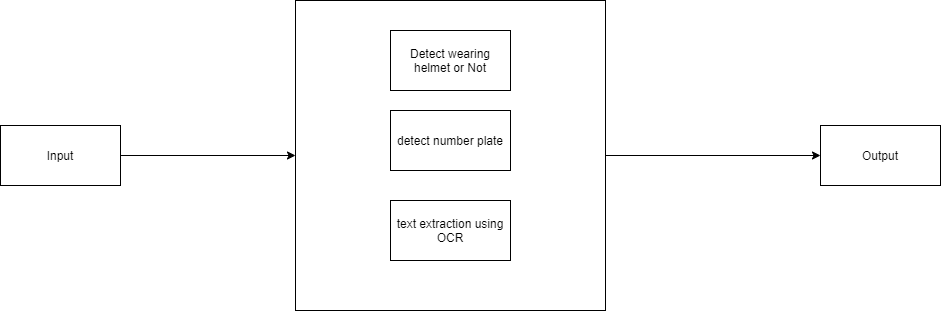 Input
Detect wearing
helmet or Not
detect number plate
text extraction using
OCR
Output